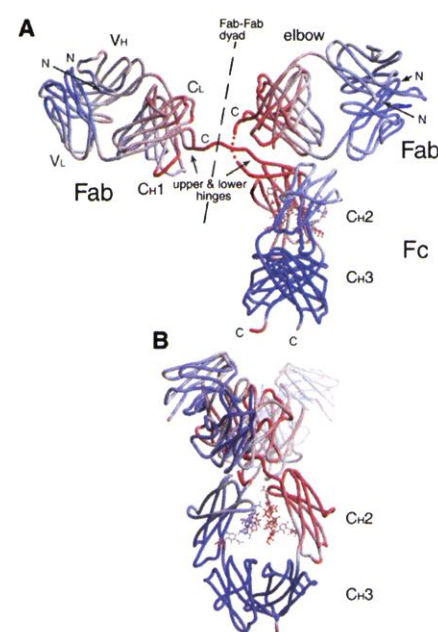 A
Fab-Fab
dyad
elbow
VH
N
N
CL
C
C
N
N
VL
Fab
CH1
upper & lower
hinges
Fab
CH2
Fc
CH3
C
C
B
CH2
CH3